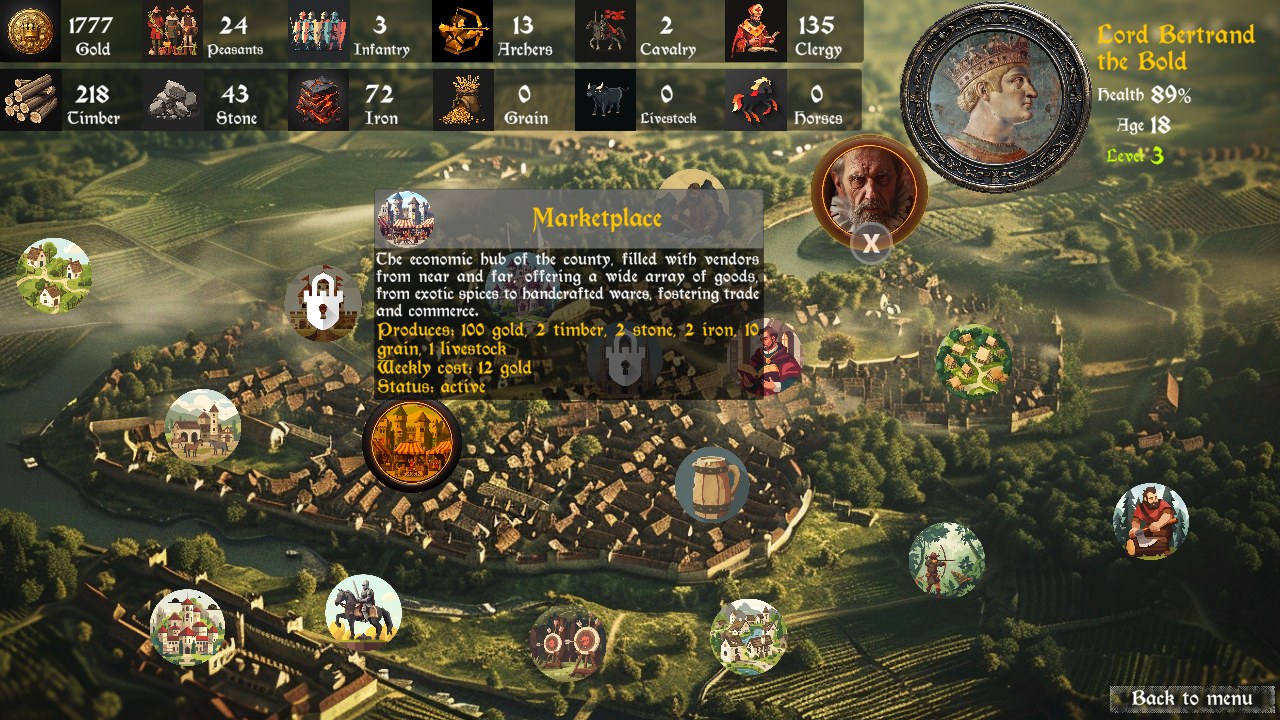 1777
Gold
24
Peasants
3
Infantry
13
Archers
2
Cavalry
135
Clergy
218
Timber
43
Stone
72
Iron
0
Grain
0
Livestock
0
Horses
Lord Bertrand
the Bold
Health 89%
Age 18
Level 3
X
Marketplace
The economic hub of the county, filled with vendors
from near and far, offering a wide array of goods,
from exotic spices to handcrafted wares, fostering trade
and commerce.
Produces: 100 gold, 2 timber, 2 stone, 2 iron, 10
grain, 1 livestock
Weekly cost: 12 gold
Status: active
Back to menu